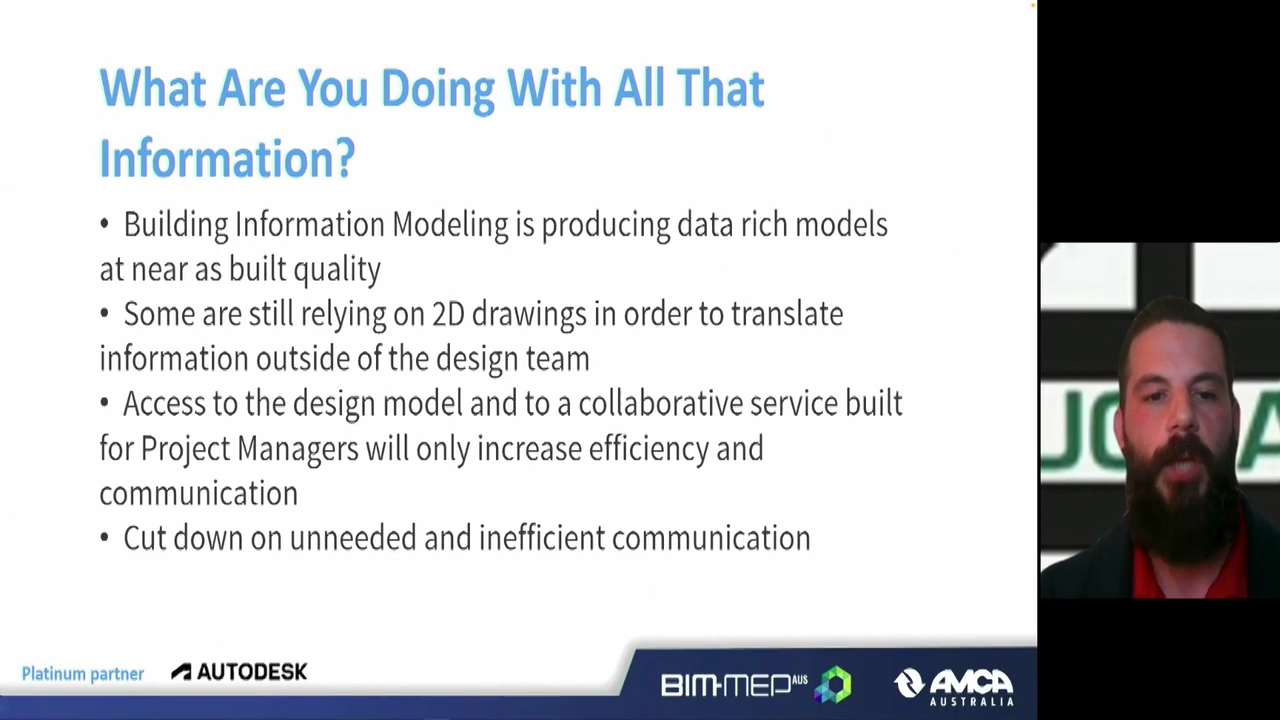 What Are You Doing With All That
Information?
• Building Information Modeling is producing data rich models
at near as built quality
• Some are still relying on 2D drawings in order to translate
information outside of the design team
• Access to the design model and to a collaborative service built
for Project Managers will only increase efficiency and
communication
• Cut down on unneeded and inefficient communication
Platinum partner
AUTODESK
BIM-MEP AUS
AMCA
AUSTRALIA